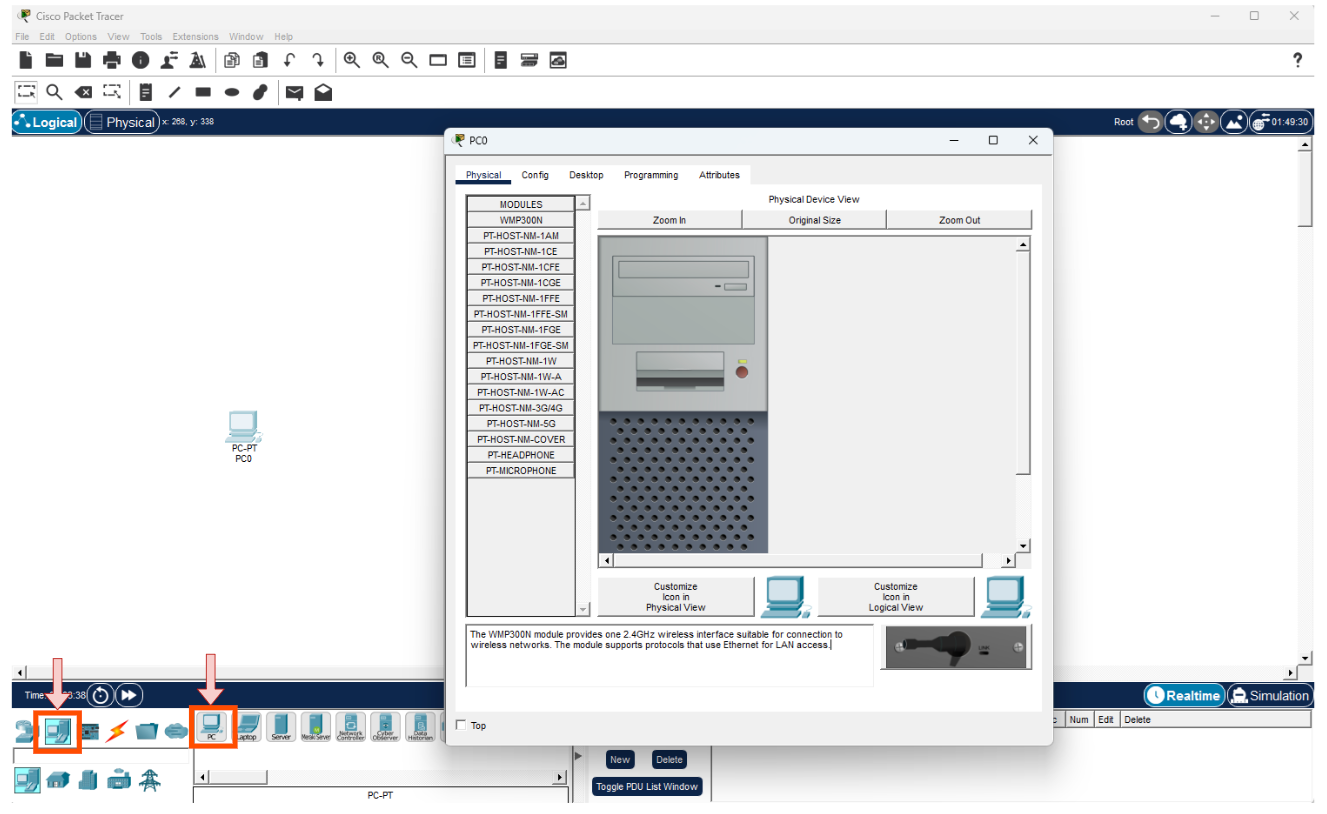 Cisco Packet Tracer
File Edit Options View Tools Extensions Window Help
?
Logical Physical x: 268, y: 338
Root 01:49:30
PC0
Physical Config Desktop Programming Attributes
MODULES
WMP300N
PT-HOST-NM-1AM
PT-HOST-NM-1CE
PT-HOST-NM-1CFE
PT-HOST-NM-1CGE
PT-HOST-NM-1FFE
PT-HOST-NM-1FFE-SM
PT-HOST-NM-1FGE
PT-HOST-NM-1FGE-SM
PT-HOST-NM-1W
PT-HOST-NM-1W-A
PT-HOST-NM-1W-AC
PT-HOST-NM-3G/4G
PT-HOST-NM-5G
PT-HOST-NM-COVER
PT-HEADPHONE
PT-MICROPHONE
Physical Device View
Zoom In Original Size Zoom Out
Customize
Icon in
Physical View
Customize
Icon in
Logical View
The WMP300N module provides one 2.4GHz wireless interface suitable for connection to
wireless networks. The module supports protocols that use Ethernet for LAN access.
Top
PC-PT
PC0
Time: :38
Realtime Simulation
PC Laptop Server Meraki-Server Network Controller Cyber Observer Data Historian
Num Edit Delete
New Delete
Toggle PDU List Window
PC-PT